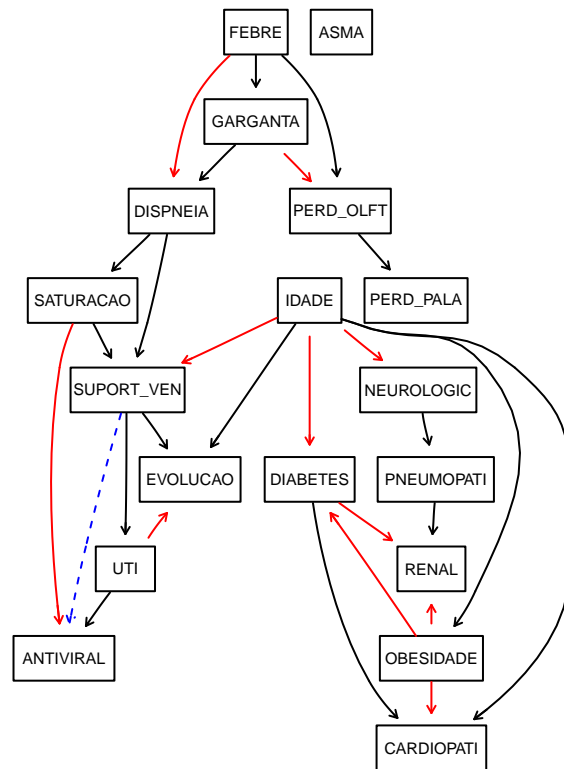 FEBRE
ASMA
GARGANTA
DISPNEIA
PERD_OLFT
SATURACAO
IDADE
PERD_PALA
SUPORT_VEN
NEUROLOGIC
EVOLUCAO
DIABETES
PNEUMOPATI
UTI
RENAL
ANTIVIRAL
OBESIDADE
CARDIOPATI